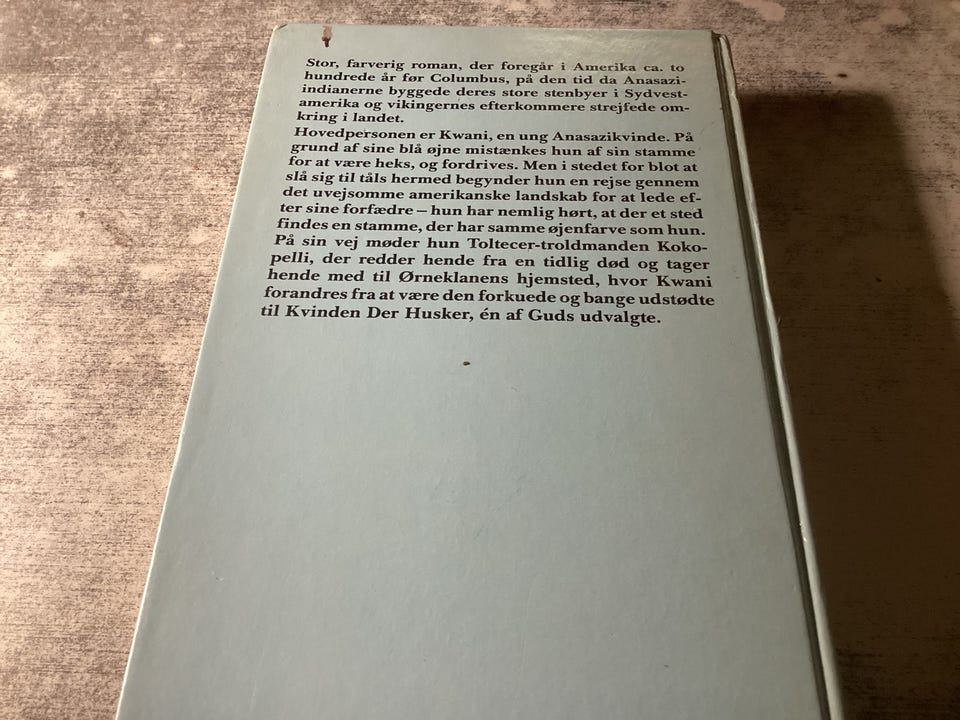 Stor, farverig roman, der foregår i Amerika ca. to
hundrede år før Columbus, på den tid da Anasazi-
indianerne byggede deres store stenbyer i Sydvest-
amerika og vikingernes efterkommere strejfede om-
kring i landet.
Hovedpersonen er Kwani, en ung Anasazikvinde. På
grund af sine blå øjne mistænkes hun af sin stamme
for at være heks, og fordrives. Men i stedet for blot at
slå sig til tåls hermed begynder hun en rejse gennem
det uvejsomme amerikanske landskab for at lede ef-
ter sine forfædre – hun har nemlig hørt, at der et sted
findes en stamme, der har samme øjenfarve som hun.
På sin vej møder hun Toltecer-troldmanden Koko-
pelli, der redder hende fra en tidlig død og tager
hende med til Ørneklanens hjemsted, hvor Kwani
forandres fra at være den forkuede og bange udstødte
til Kvinden Der Husker, én af Guds udvalgte.